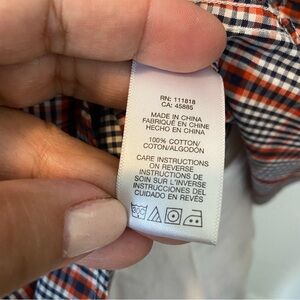 RN: 111818
CA: 45885
MADE IN CHINA
FABRIQUÉ EN CHINE
HECHO EN CHINA
100% COTTON/
COTON/ALGODÓN
CARE INSTRUCTIONS
ON REVERSE
INSTRUCTIONS DE
SOIN SUR L'INVERSE
INSTRUCCIONES DEL
CUIDADO EN REVÉS